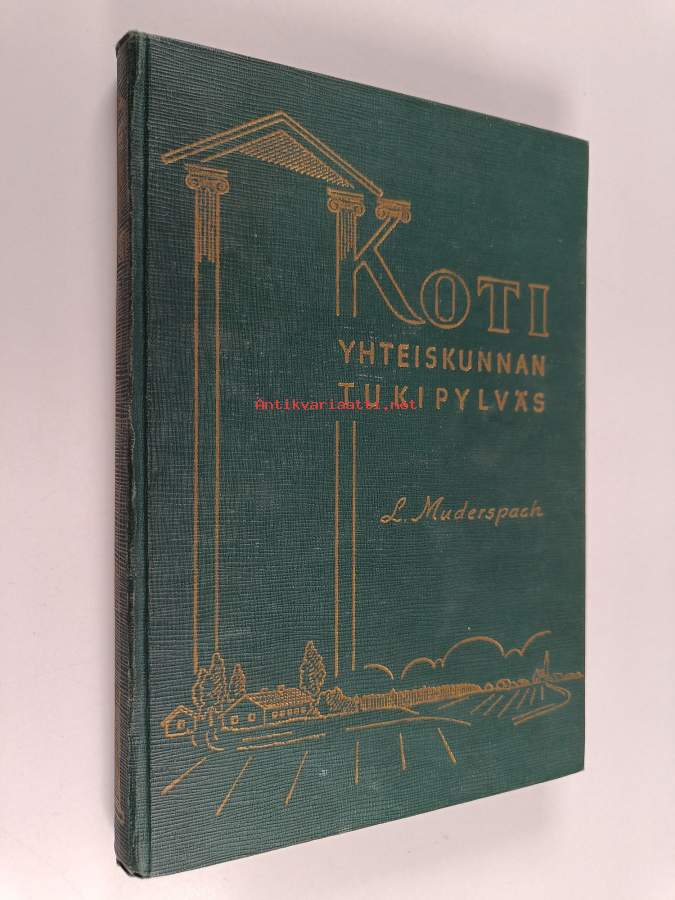 KOTI
YHTEISKUNNAN
TUKIPYLVÄS
Antikvariaatti.net
L. Muderspach